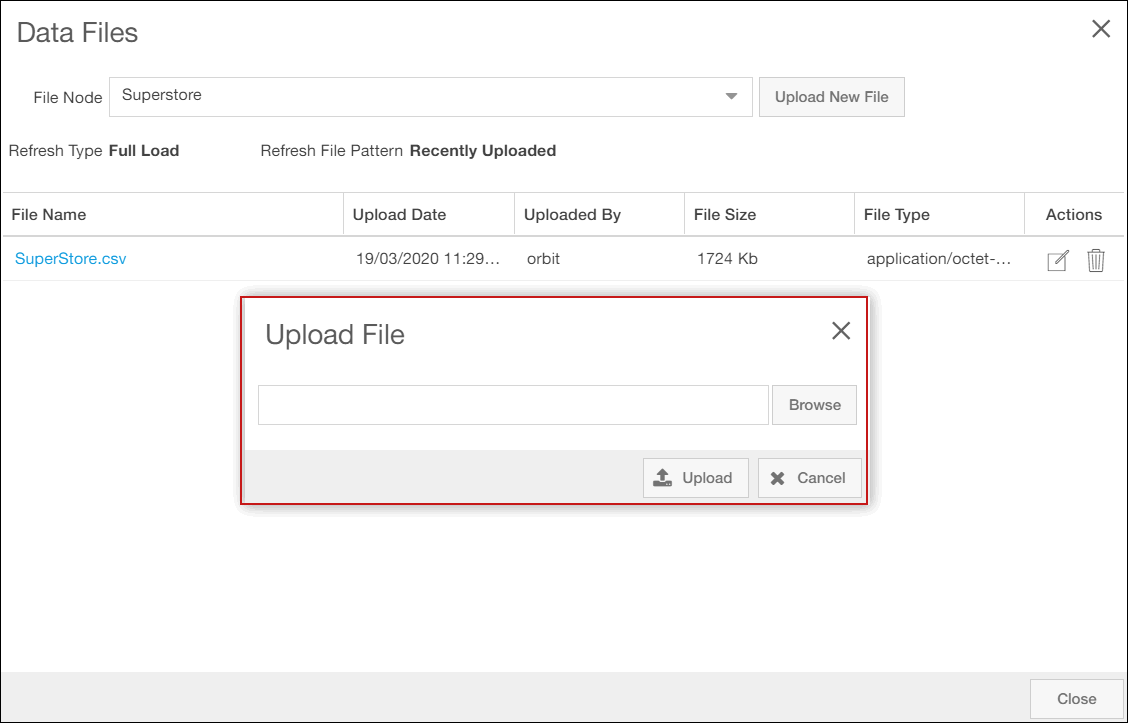 Data Files
File Node Superstore Upload New File
Refresh Type Full Load Refresh File Pattern Recently Uploaded
File Name Upload Date Uploaded By File Size File Type Actions
SuperStore.csv 19/03/2020 11:29... orbit 1724 Kb application/octet-...
Upload File
Browse
Upload Cancel
Close